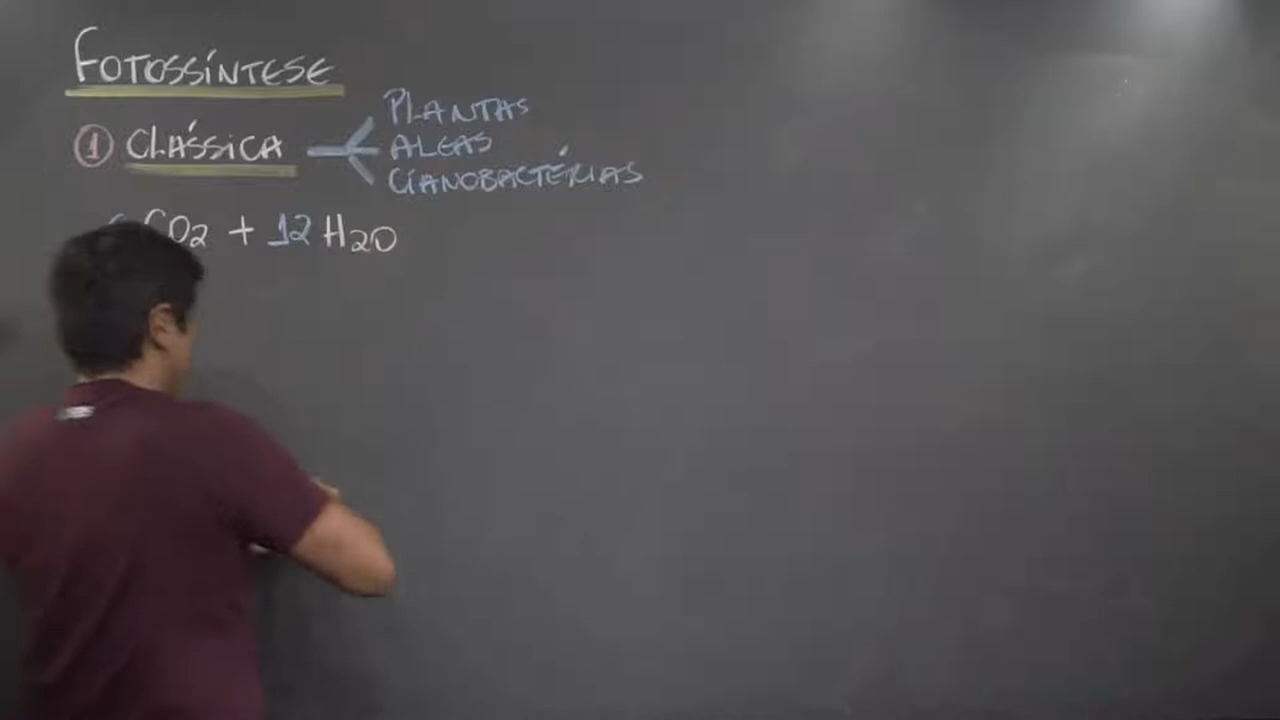 FOTOSSÍNTESE
1 CLÁSSICA
PLANTAS
ALGAS
CIANOBACTÉRIAS
CO2 + 12 H2O